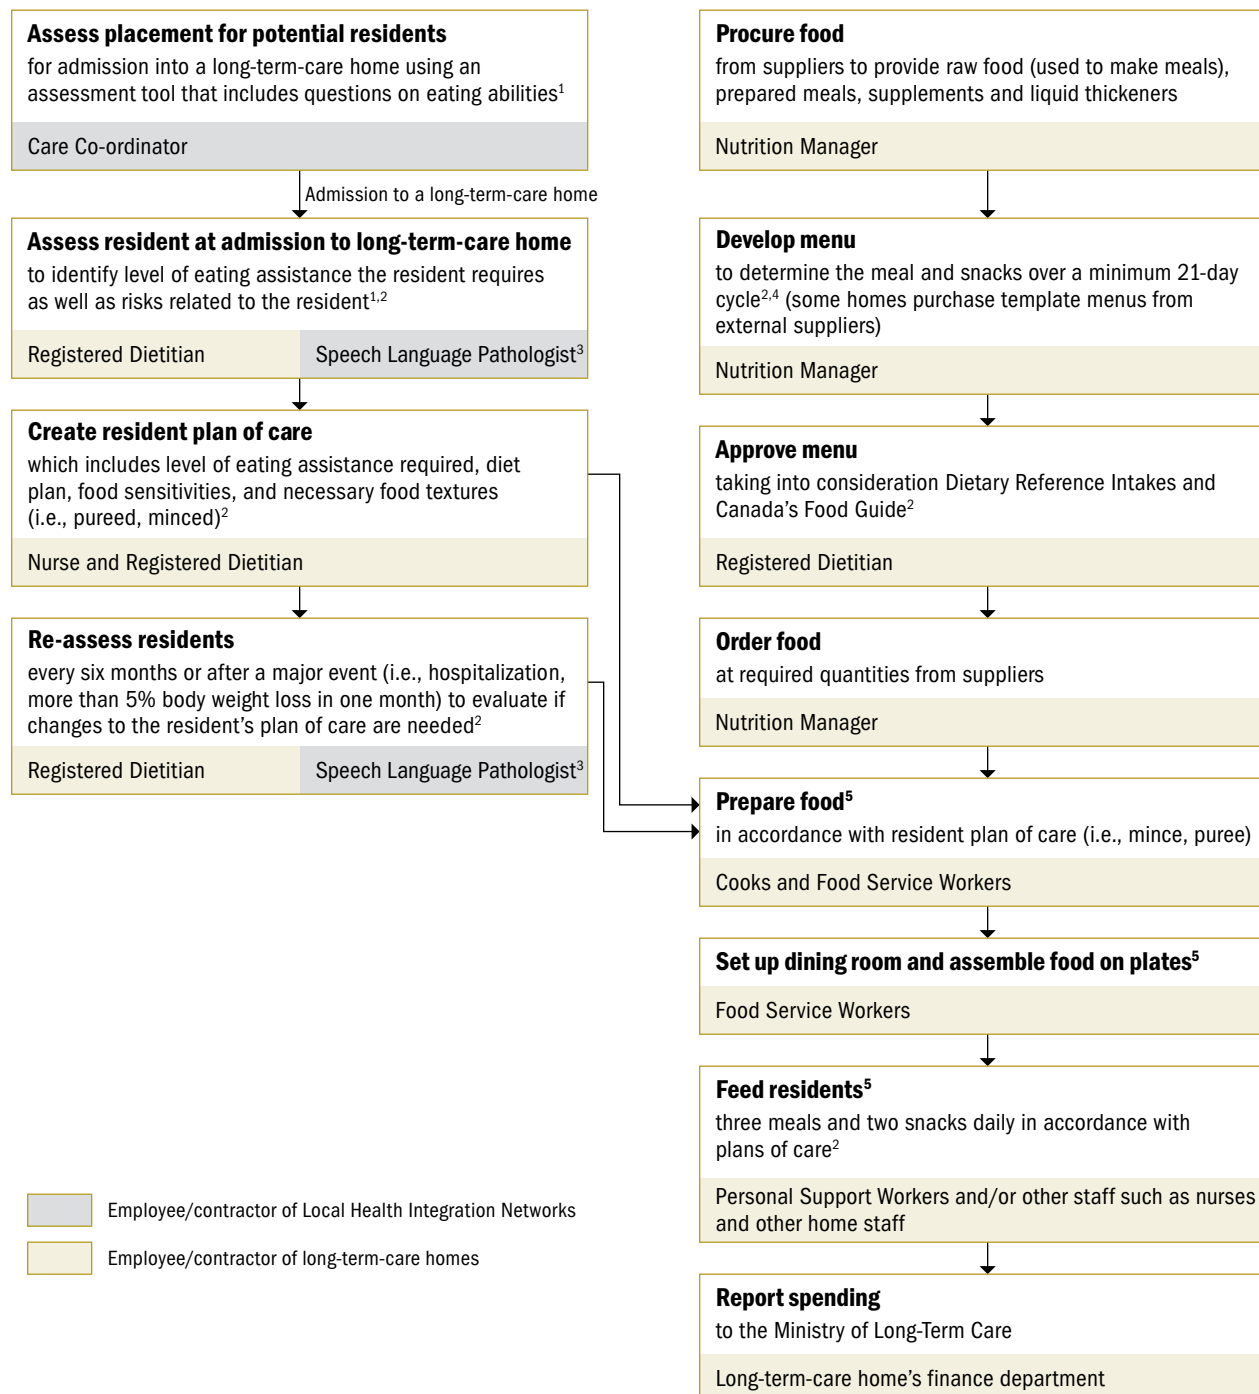 Assess placement for potential residents
for admission into a long-term-care home using an
assessment tool that includes questions on eating abilities¹
Care Co-ordinator
Admission to a long-term-care home
Assess resident at admission to long-term-care home
to identify level of eating assistance the resident requires
as well as risks related to the resident¹,²
Registered Dietitian
Speech Language Pathologist³
Create resident plan of care
which includes level of eating assistance required, diet
plan, food sensitivities, and necessary food textures
(i.e., pureed, minced)²
Nurse and Registered Dietitian
Re-assess residents
every six months or after a major event (i.e., hospitalization,
more than 5% body weight loss in one month) to evaluate if
changes to the resident’s plan of care are needed²
Registered Dietitian
Speech Language Pathologist³
Procure food
from suppliers to provide raw food (used to make meals),
prepared meals, supplements and liquid thickeners
Nutrition Manager
Develop menu
to determine the meal and snacks over a minimum 21-day
cycle²,⁴ (some homes purchase template menus from
external suppliers)
Nutrition Manager
Approve menu
taking into consideration Dietary Reference Intakes and
Canada’s Food Guide²
Registered Dietitian
Order food
at required quantities from suppliers
Nutrition Manager
Prepare food⁵
in accordance with resident plan of care (i.e., mince, puree)
Cooks and Food Service Workers
Set up dining room and assemble food on plates⁵
Food Service Workers
Feed residents⁵
three meals and two snacks daily in accordance with
plans of care²
Personal Support Workers and/or other staff such as nurses
and other home staff
Report spending
to the Ministry of Long-Term Care
Long-term-care home’s finance department
Employee/contractor of Local Health Integration Networks
Employee/contractor of long-term-care homes